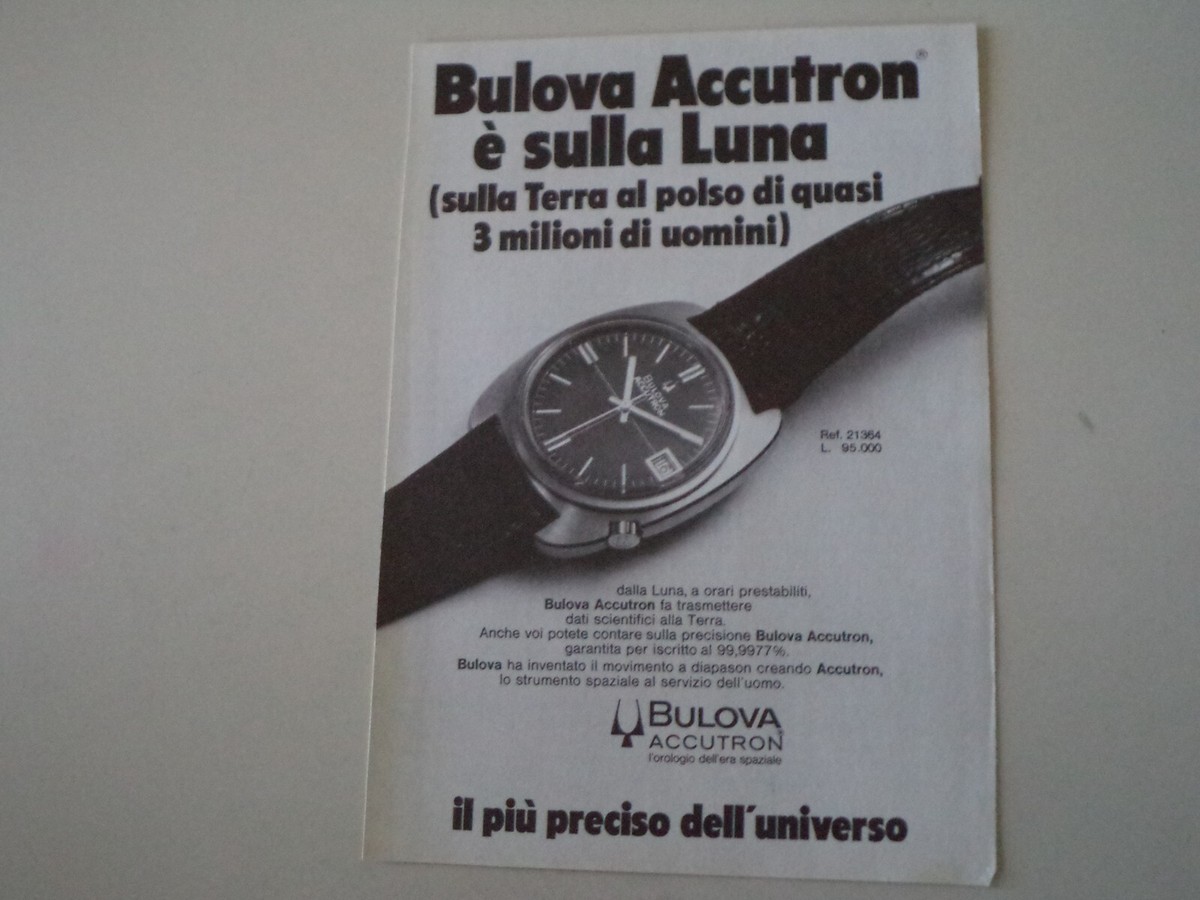 Bulova Accutron®
è sulla Luna
(sulla Terra al polso di quasi
3 milioni di uomini)
BULOVA
ACCUTRON
Ref. 21364
L. 95.000
dalla Luna, a orari prestabiliti,
Bulova Accutron fa trasmettere
dati scientifici alla Terra.
Anche voi potete contare sulla precisione Bulova Accutron,
garantita per iscritto al 99,9977%.
Bulova ha inventato il movimento a diapason creando Accutron,
lo strumento spaziale al servizio dell'uomo.
BULOVA
ACCUTRON®
l'orologio dell'era spaziale
il più preciso dell'universo